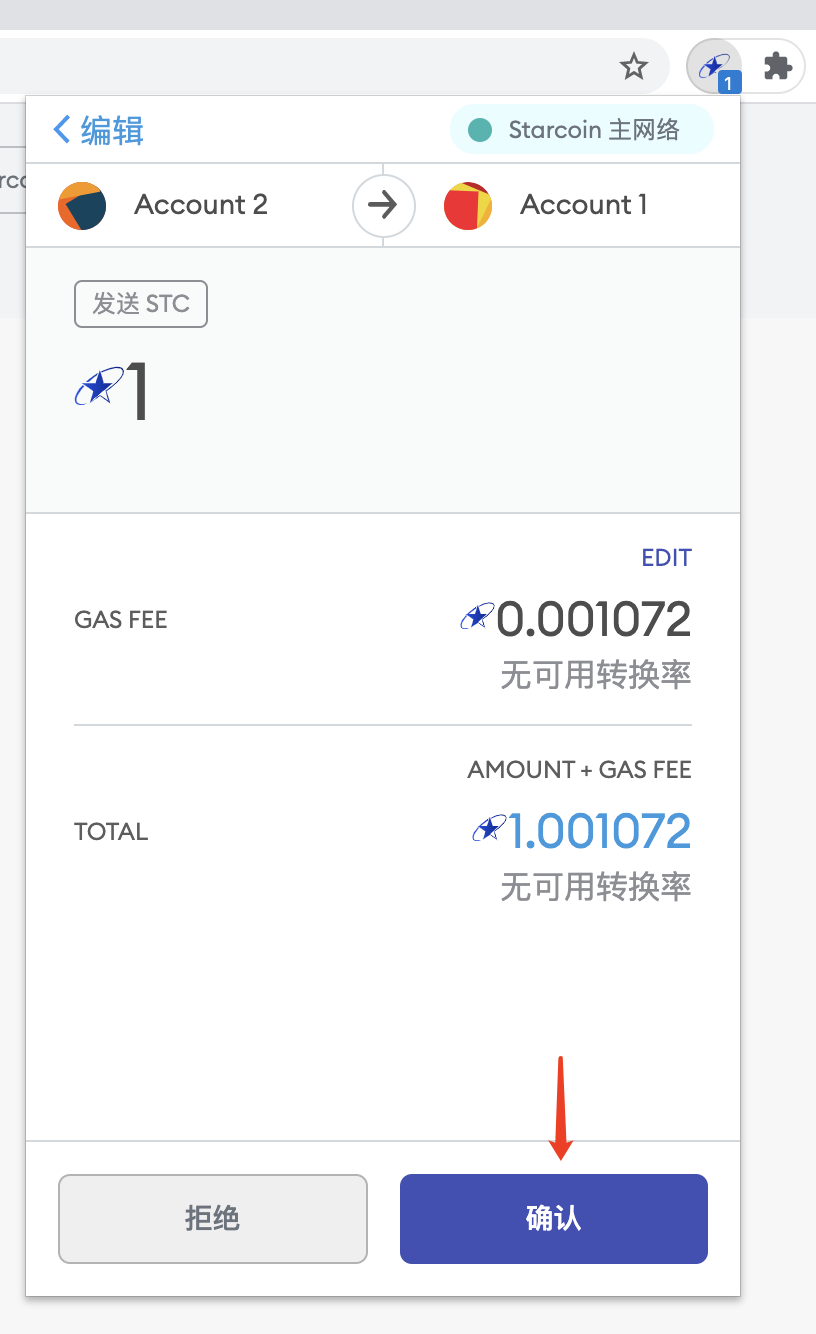 1
编辑
Starcoin 主网络
Account 2
Account 1
发送 STC
1
EDIT
GAS FEE
0.001072
无可用转换率
AMOUNT + GAS FEE
TOTAL
1.001072
无可用转换率
拒绝
确认